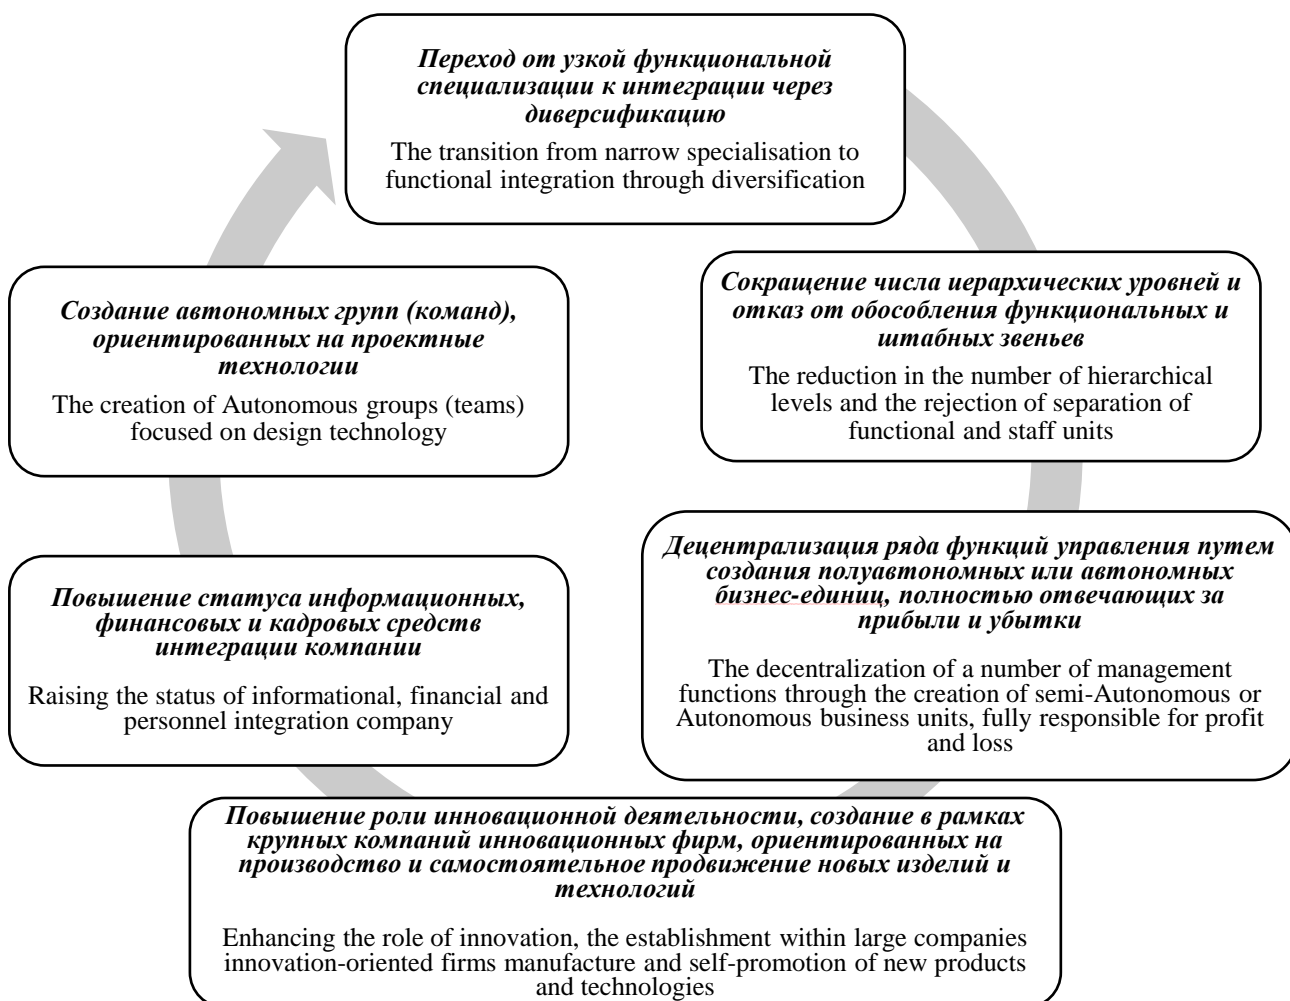 Переход от узкой функциональной
специализации к интеграции через
диверсификацию
The transition from narrow specialisation to
functional integration through diversification
Сокращение числа иерархических уровней и
отказ от обособления функциональных и
штабных звеньев
The reduction in the number of hierarchical
levels and the rejection of separation of
functional and staff units
Децентрализация ряда функций управления путем
создания полуавтономных или автономных
бизнес-единиц, полностью отвечающих за
прибыли и убытки
The decentralization of a number of management
functions through the creation of semi-Autonomous or
Autonomous business units, fully responsible for profit
and loss
Повышение роли инновационной деятельности, создание в рамках
крупных компаний инновационных фирм, ориентированных на
производство и самостоятельное продвижение новых изделий и
технологий
Enhancing the role of innovation, the establishment within large companies
innovation-oriented firms manufacture and self-promotion of new products
and technologies
Повышение статуса информационных,
финансовых и кадровых средств
интеграции компании
Raising the status of informational, financial and
personnel integration company
Создание автономных групп (команд),
ориентированных на проектные
технологии
The creation of Autonomous groups (teams)
focused on design technology